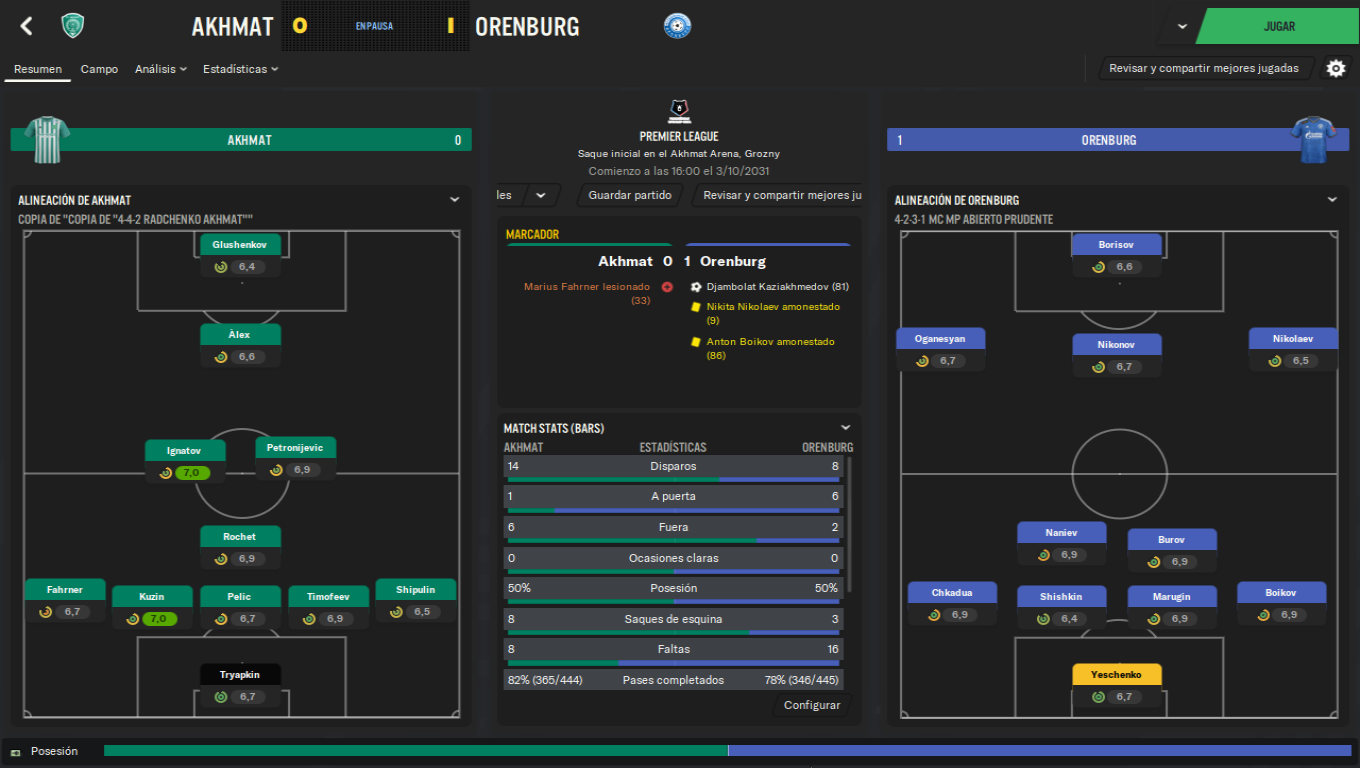 AKHMAT
0
EN PAUSA
1
ORENBURG
JUGAR
Resumen
Campo
Análisis
Estadísticas
Revisar y compartir mejores jugadas
AKHMAT
0
PREMIER LEAGUE
Saque inicial en el Akhmat Arena, Grozny
Comienzo a las 16:00 el 3/10/2031
les
Guardar partido
Revisar y compartir mejores ju
1
ORENBURG
ALINEACIÓN DE AKHMAT
COPIA DE "COPIA DE "4-4-2 RADCHENKO AKHMAT""
Glushenkov
6,4
Àlex
6,6
Ignatov
7,0
Petronijevic
6,9
Rochet
6,9
Fahrner
6,7
Kuzin
7,0
Pelic
6,7
Timofeev
6,9
Shipulin
6,5
Tryapkin
6,7
MARCADOR
Akhmat 0 1 Orenburg
Marius Fahrner lesionado
(33)
Djambolat Kaziakhmedov (81)
Nikita Nikolaev amonestado
(9)
Anton Boikov amonestado
(86)
MATCH STATS (BARS)
AKHMAT ESTADÍSTICAS ORENBURG
14 Disparos 8
1 A puerta 6
6 Fuera 2
0 Ocasiones claras 0
50% Posesión 50%
8 Saques de esquina 3
8 Faltas 16
82% (365/444) Pases completados 78% (346/445)
Configurar
ALINEACIÓN DE ORENBURG
4-2-3-1 MC MP ABIERTO PRUDENTE
Borisov
6,6
Oganesyan
6,7
Nikonov
6,7
Nikolaev
6,5
Naniev
6,9
Burov
6,9
Chkadua
6,9
Shishkin
6,4
Marugin
6,9
Boikov
6,9
Yeschenko
6,7
Posesión